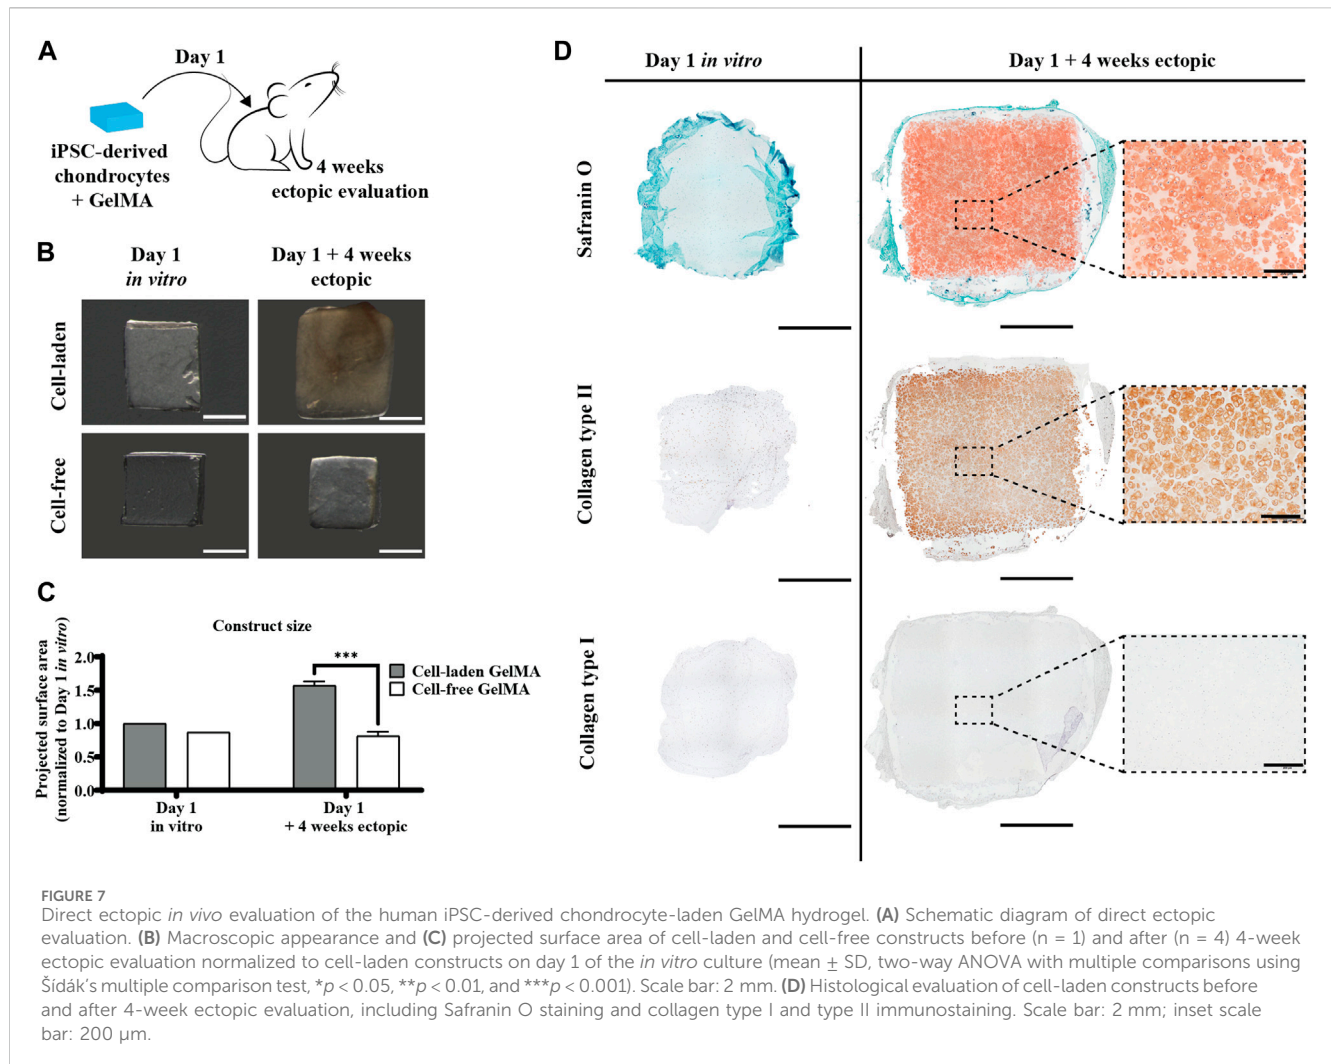 A
Day 1
iPSC-derived
chondrocytes
+ GelMA
4 weeks
ectopic evaluation
B
Day 1
in vitro
Day 1 + 4 weeks
ectopic
Cell-laden
Cell-free
C
Construct size
Projected surface area
(normalized to Day 1 in vitro)
2.0
1.5
1.0
0.5
0.0
***
Cell-laden GelMA
Cell-free GelMA
Day 1
in vitro
Day 1
+ 4 weeks ectopic
D
Day 1 in vitro
Day 1 + 4 weeks ectopic
Safranin O
Collagen type II
Collagen type I
FIGURE 7
Direct ectopic in vivo evaluation of the human iPSC-derived chondrocyte-laden GelMA hydrogel. (A) Schematic diagram of direct ectopic
evaluation. (B) Macroscopic appearance and (C) projected surface area of cell-laden and cell-free constructs before (n = 1) and after (n = 4) 4-week
ectopic evaluation normalized to cell-laden constructs on day 1 of the in vitro culture (mean ± SD, two-way ANOVA with multiple comparisons using
Šídák's multiple comparison test, *p < 0.05, **p < 0.01, and ***p < 0.001). Scale bar: 2 mm. (D) Histological evaluation of cell-laden constructs before
and after 4-week ectopic evaluation, including Safranin O staining and collagen type I and type II immunostaining. Scale bar: 2 mm; inset scale
bar: 200 µm.